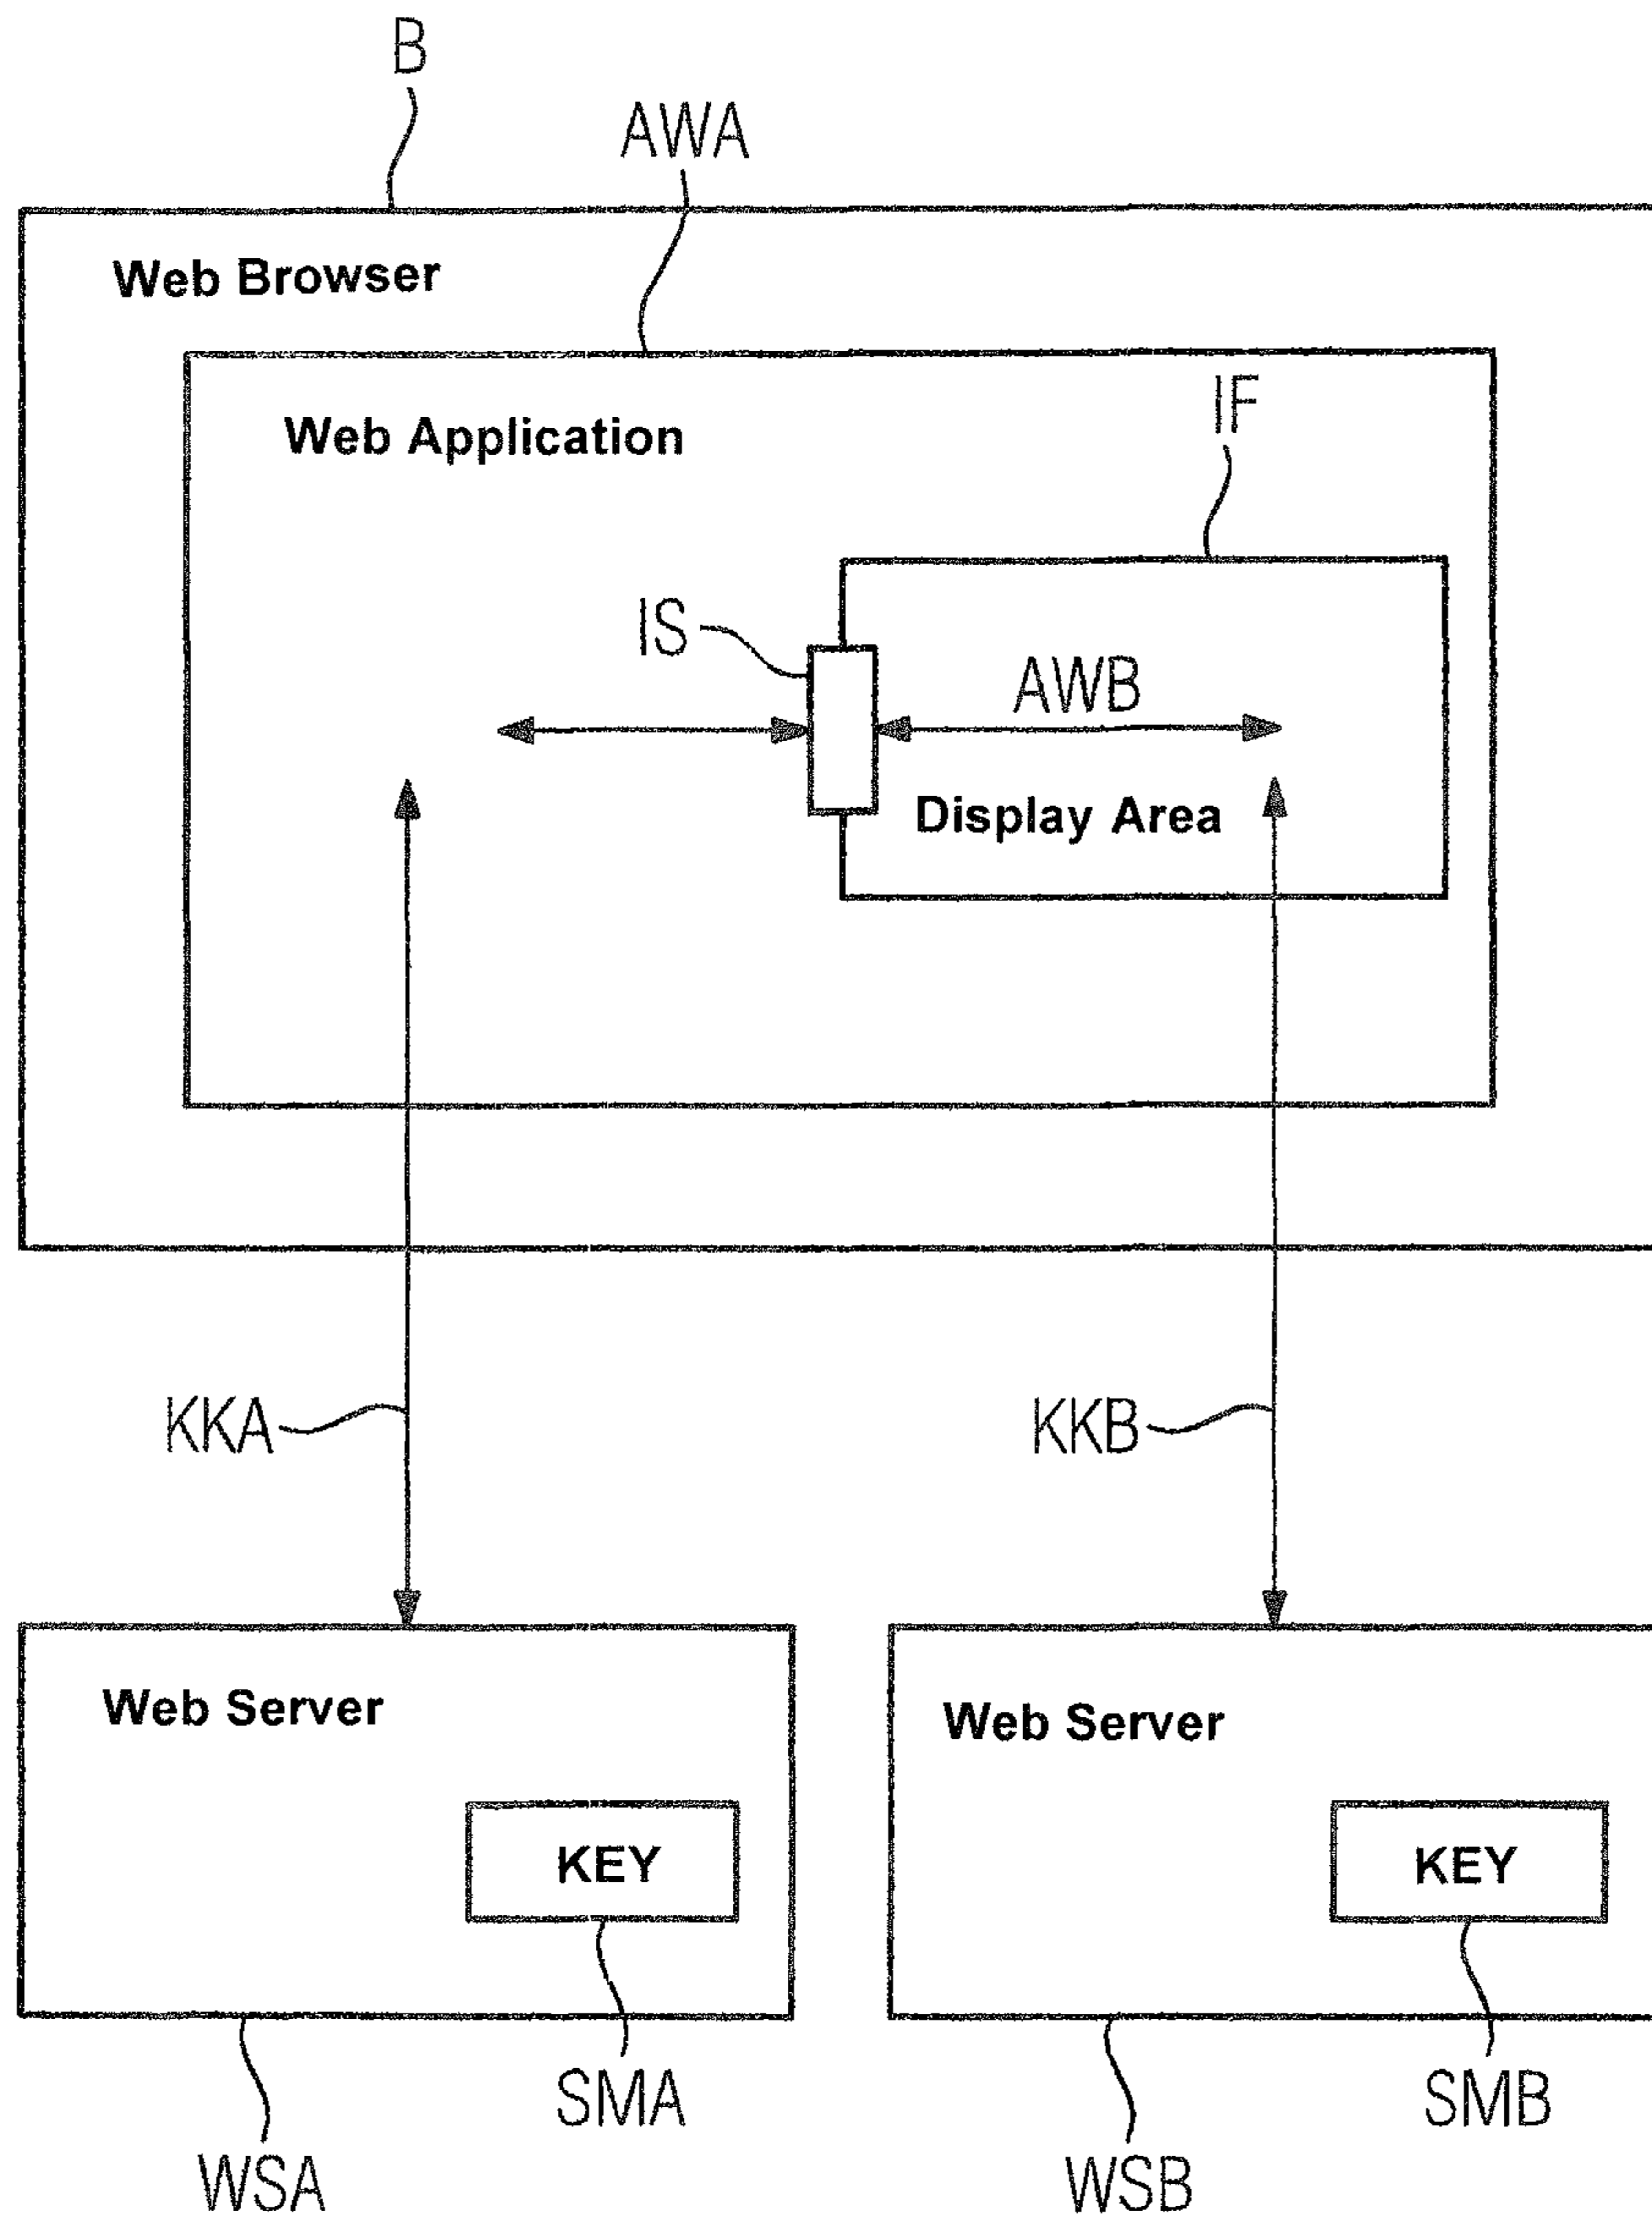 B
AWA
Web Browser
IF
Web Application
IS
AWB
Display Area
KKA
KKB
Web Server
Web Server
KEY
KEY
SMA
SMB
WSA
WSB